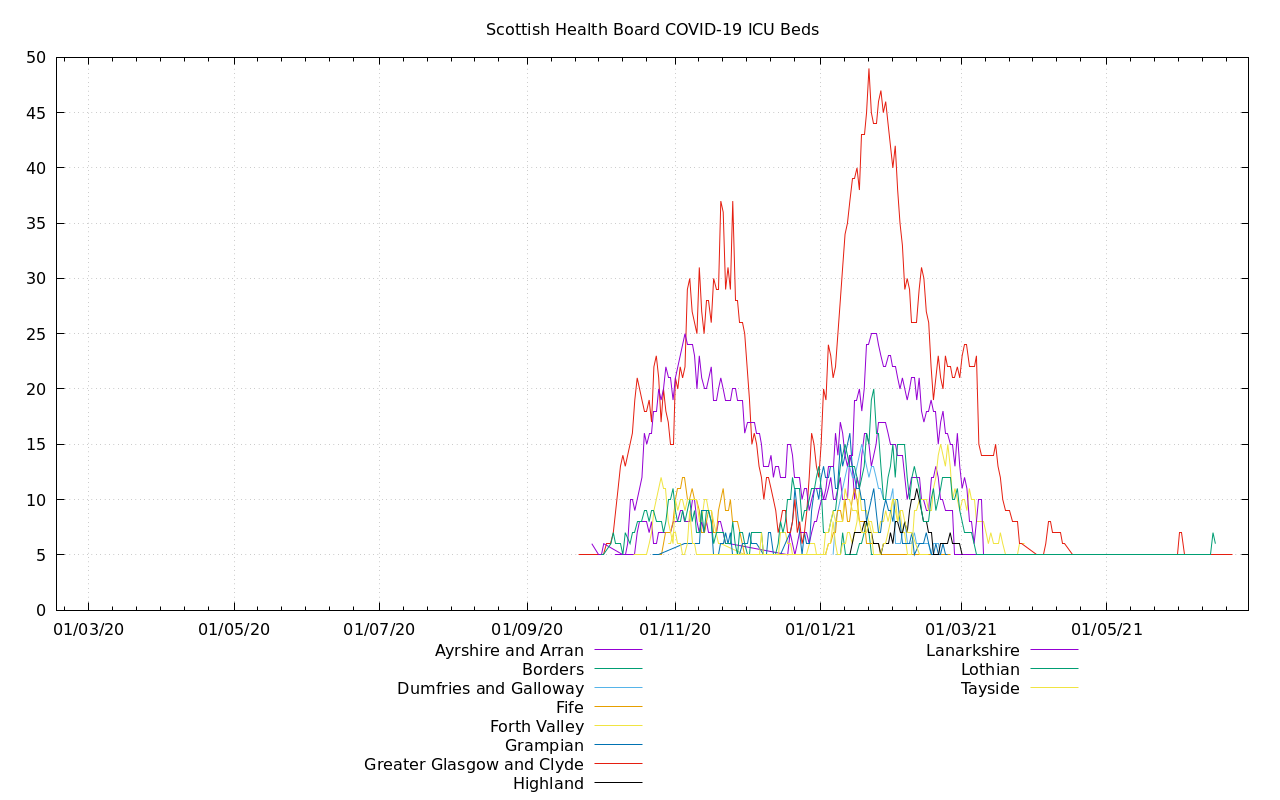 Scottish Health Board COVID-19 ICU Beds
50
45
40
35
30
25
20
15
10
5
0
01/03/20 01/05/20 01/07/20 01/09/20 01/11/20 01/01/21 01/03/21 01/05/21
Ayrshire and Arran
Borders
Dumfries and Galloway
Fife
Forth Valley
Grampian
Greater Glasgow and Clyde
Highland
Lanarkshire
Lothian
Tayside